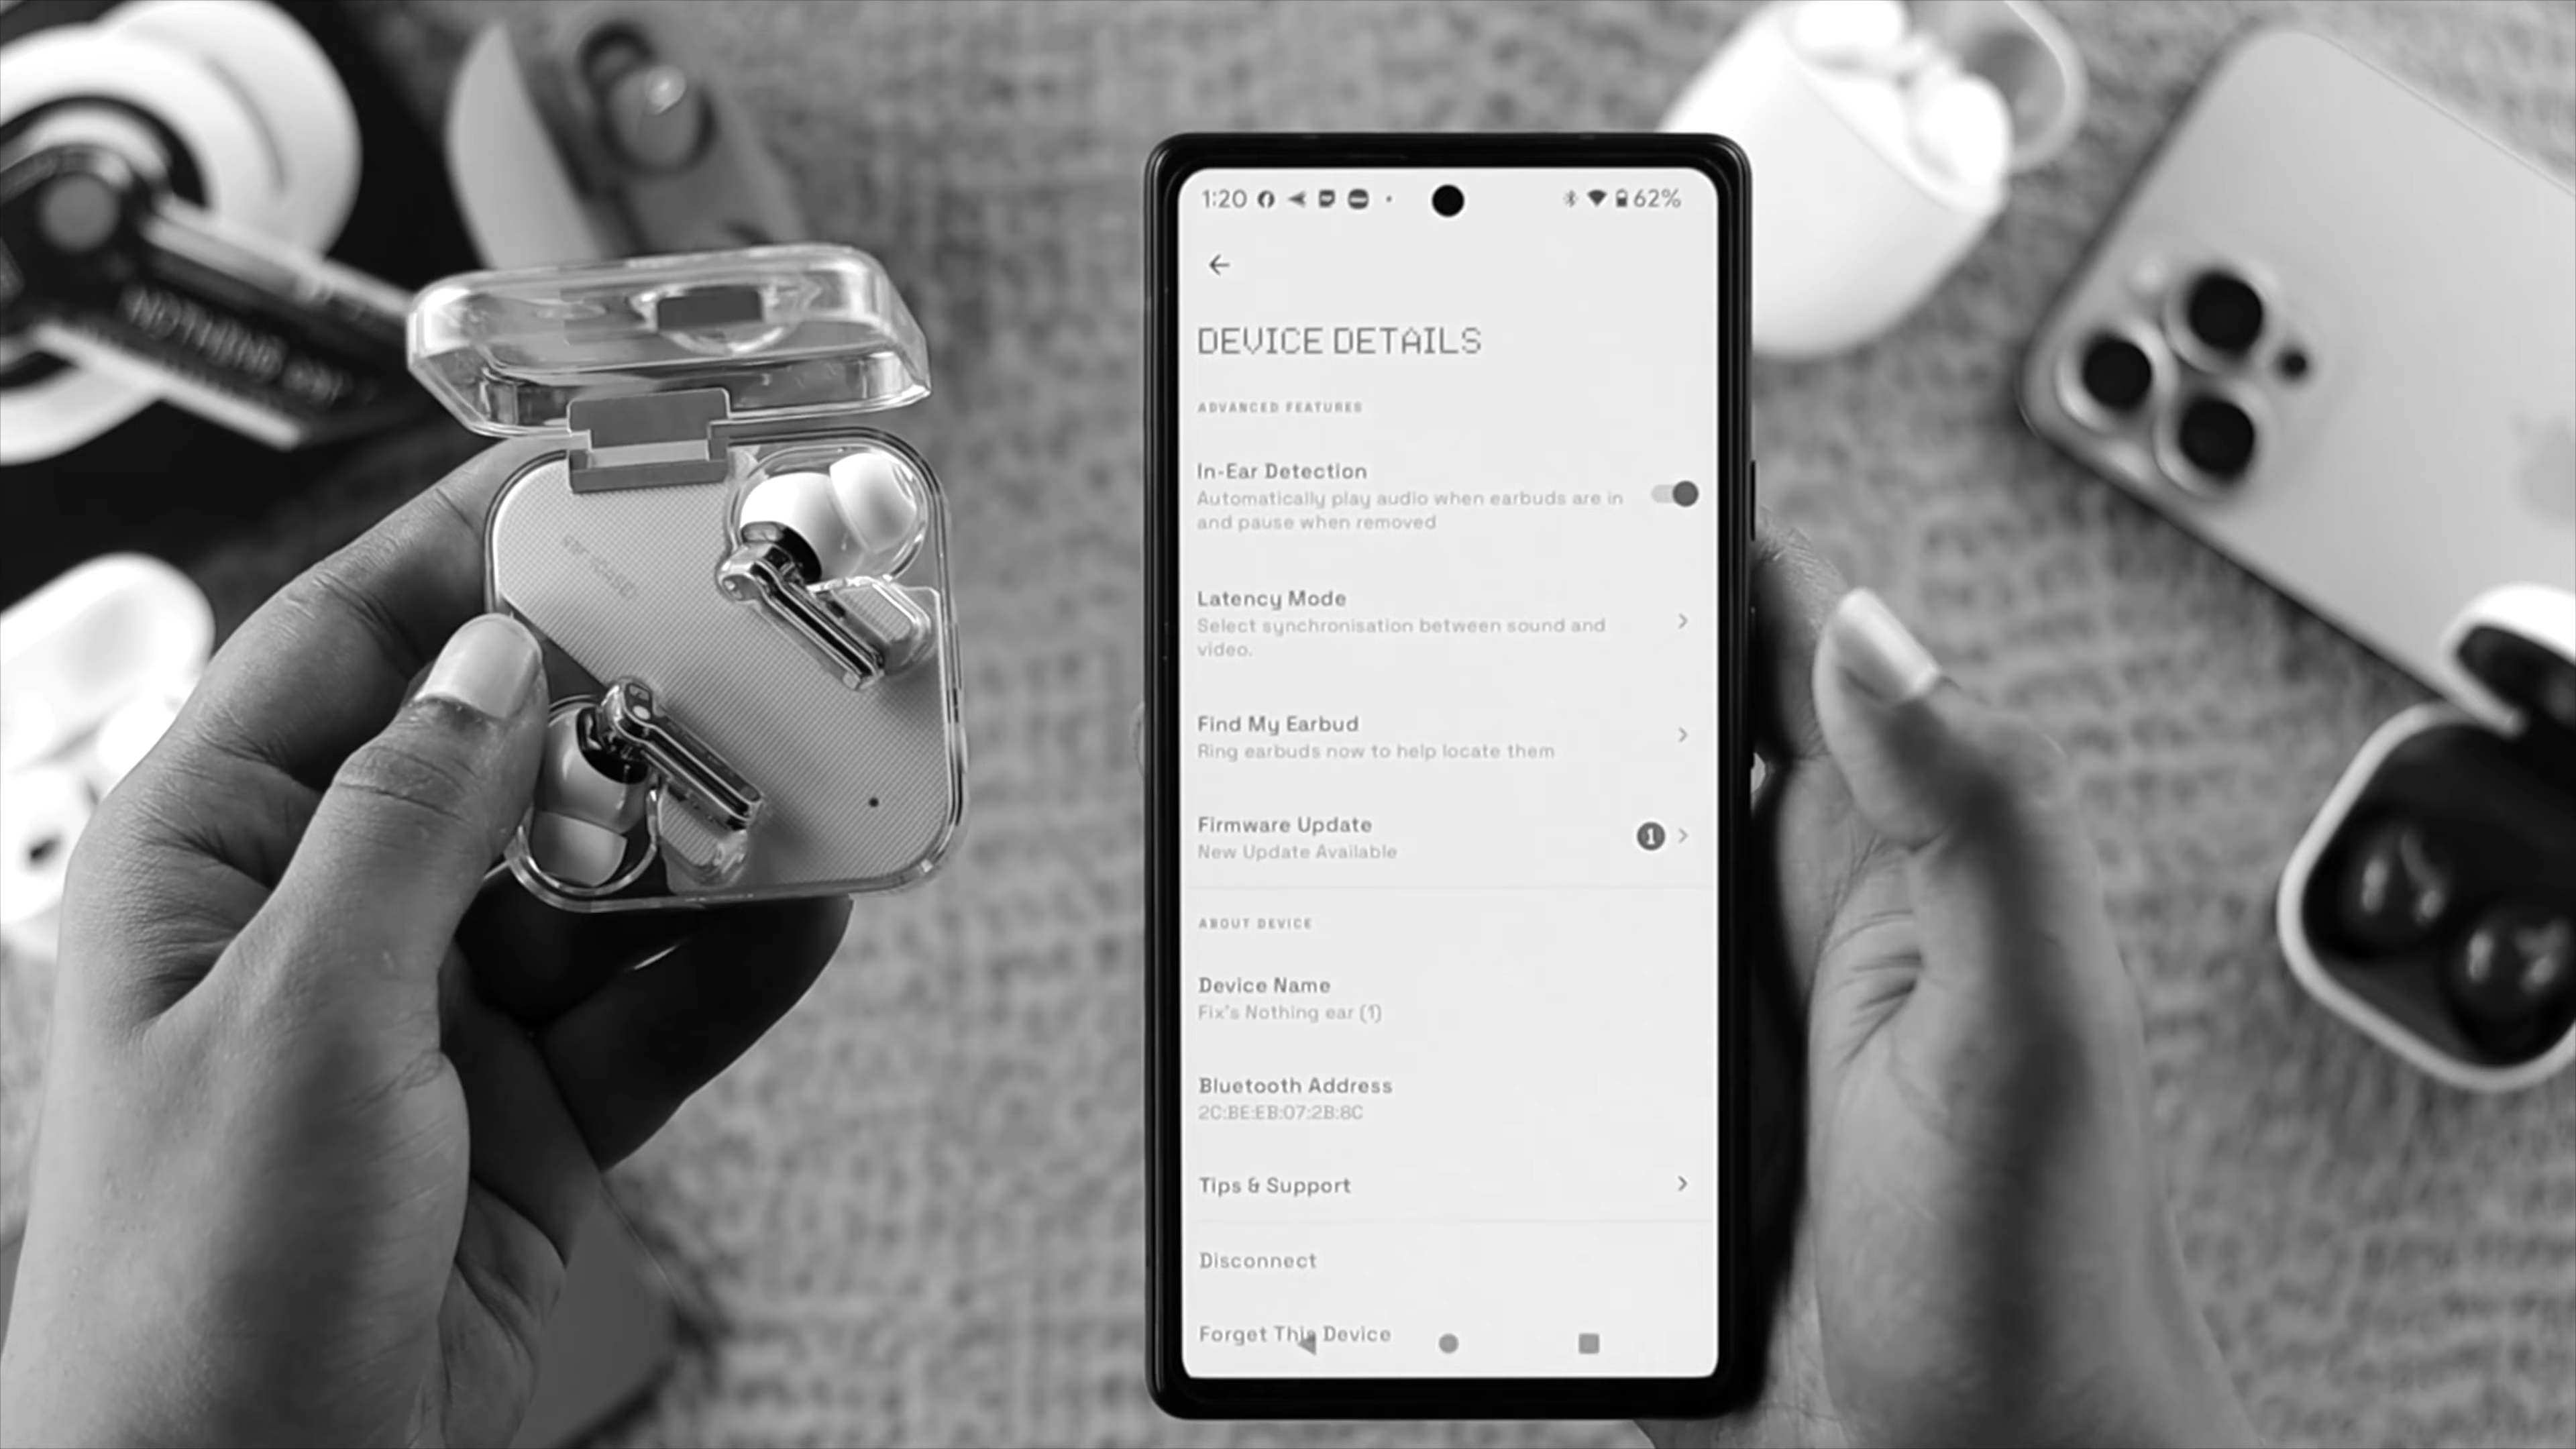 1:20
62%
DEVICE DETAILS
ADVANCED FEATURES
In-Ear Detection
Automatically play audio when earbuds are in
and pause when removed
Latency Mode
Select synchronisation between sound and
video.
Find My Earbud
Ring earbuds now to help locate them
Firmware Update
New Update Available
1
ABOUT DEVICE
Device Name
Fix's Nothing ear (1)
Bluetooth Address
2C:BE:EB:07:2B:8C
Tips & Support
Disconnect
Forget This Device